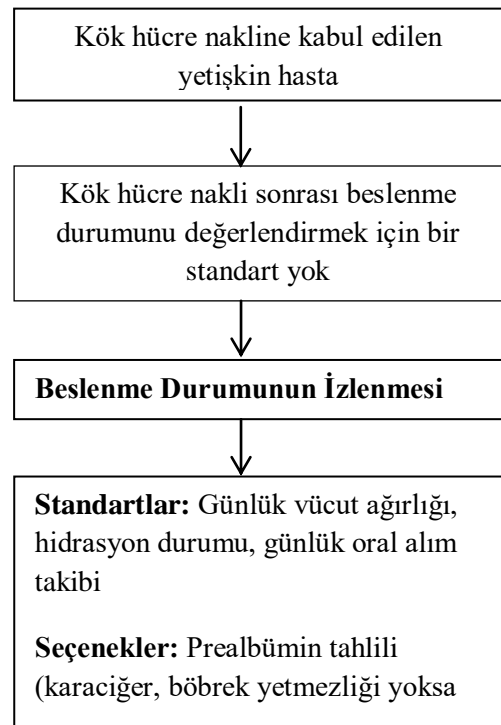 Kök hücre nakline kabul edilen
yetişkin hasta
Kök hücre nakli sonrası beslenme
durumunu değerlendirmek için bir
standart yok
Beslenme Durumunun İzlenmesi
Standartlar: Günlük vücut ağırlığı,
hidrasyon durumu, günlük oral alım
takibi
Seçenekler: Prealbümin tahlili
(karaciğer, böbrek yetmezliği yoksa